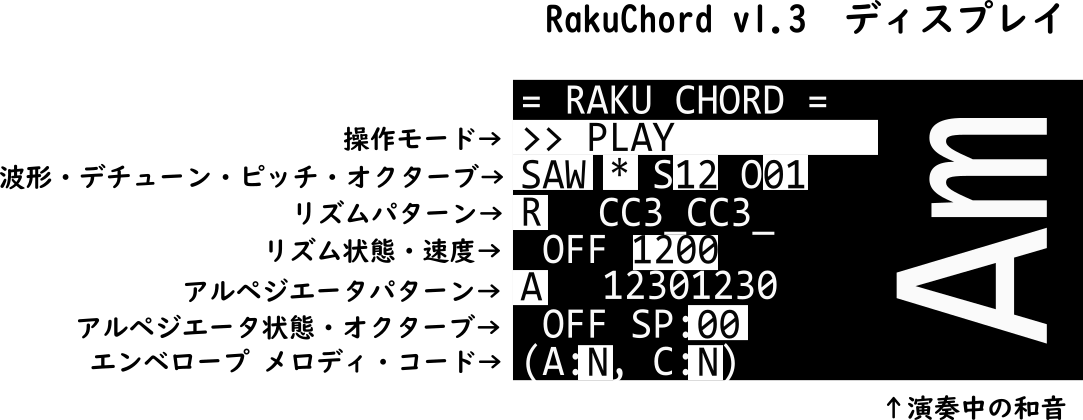 RakuChord v1.3　ディスプレイ
= RAKU CHORD =
操作モード→ >> PLAY
波形・デチューン・ピッチ・オクターブ→ SAW * S12 O01
リズムパターン→ R CC3_CC3_
リズム状態・速度→ OFF 1200
アルペジエータパターン→ A 12301230
アルペジエータ状態・オクターブ→ OFF SP:00
エンベロープ メロディ・コード→ (A:N, C:N)
Am
↑演奏中の和音